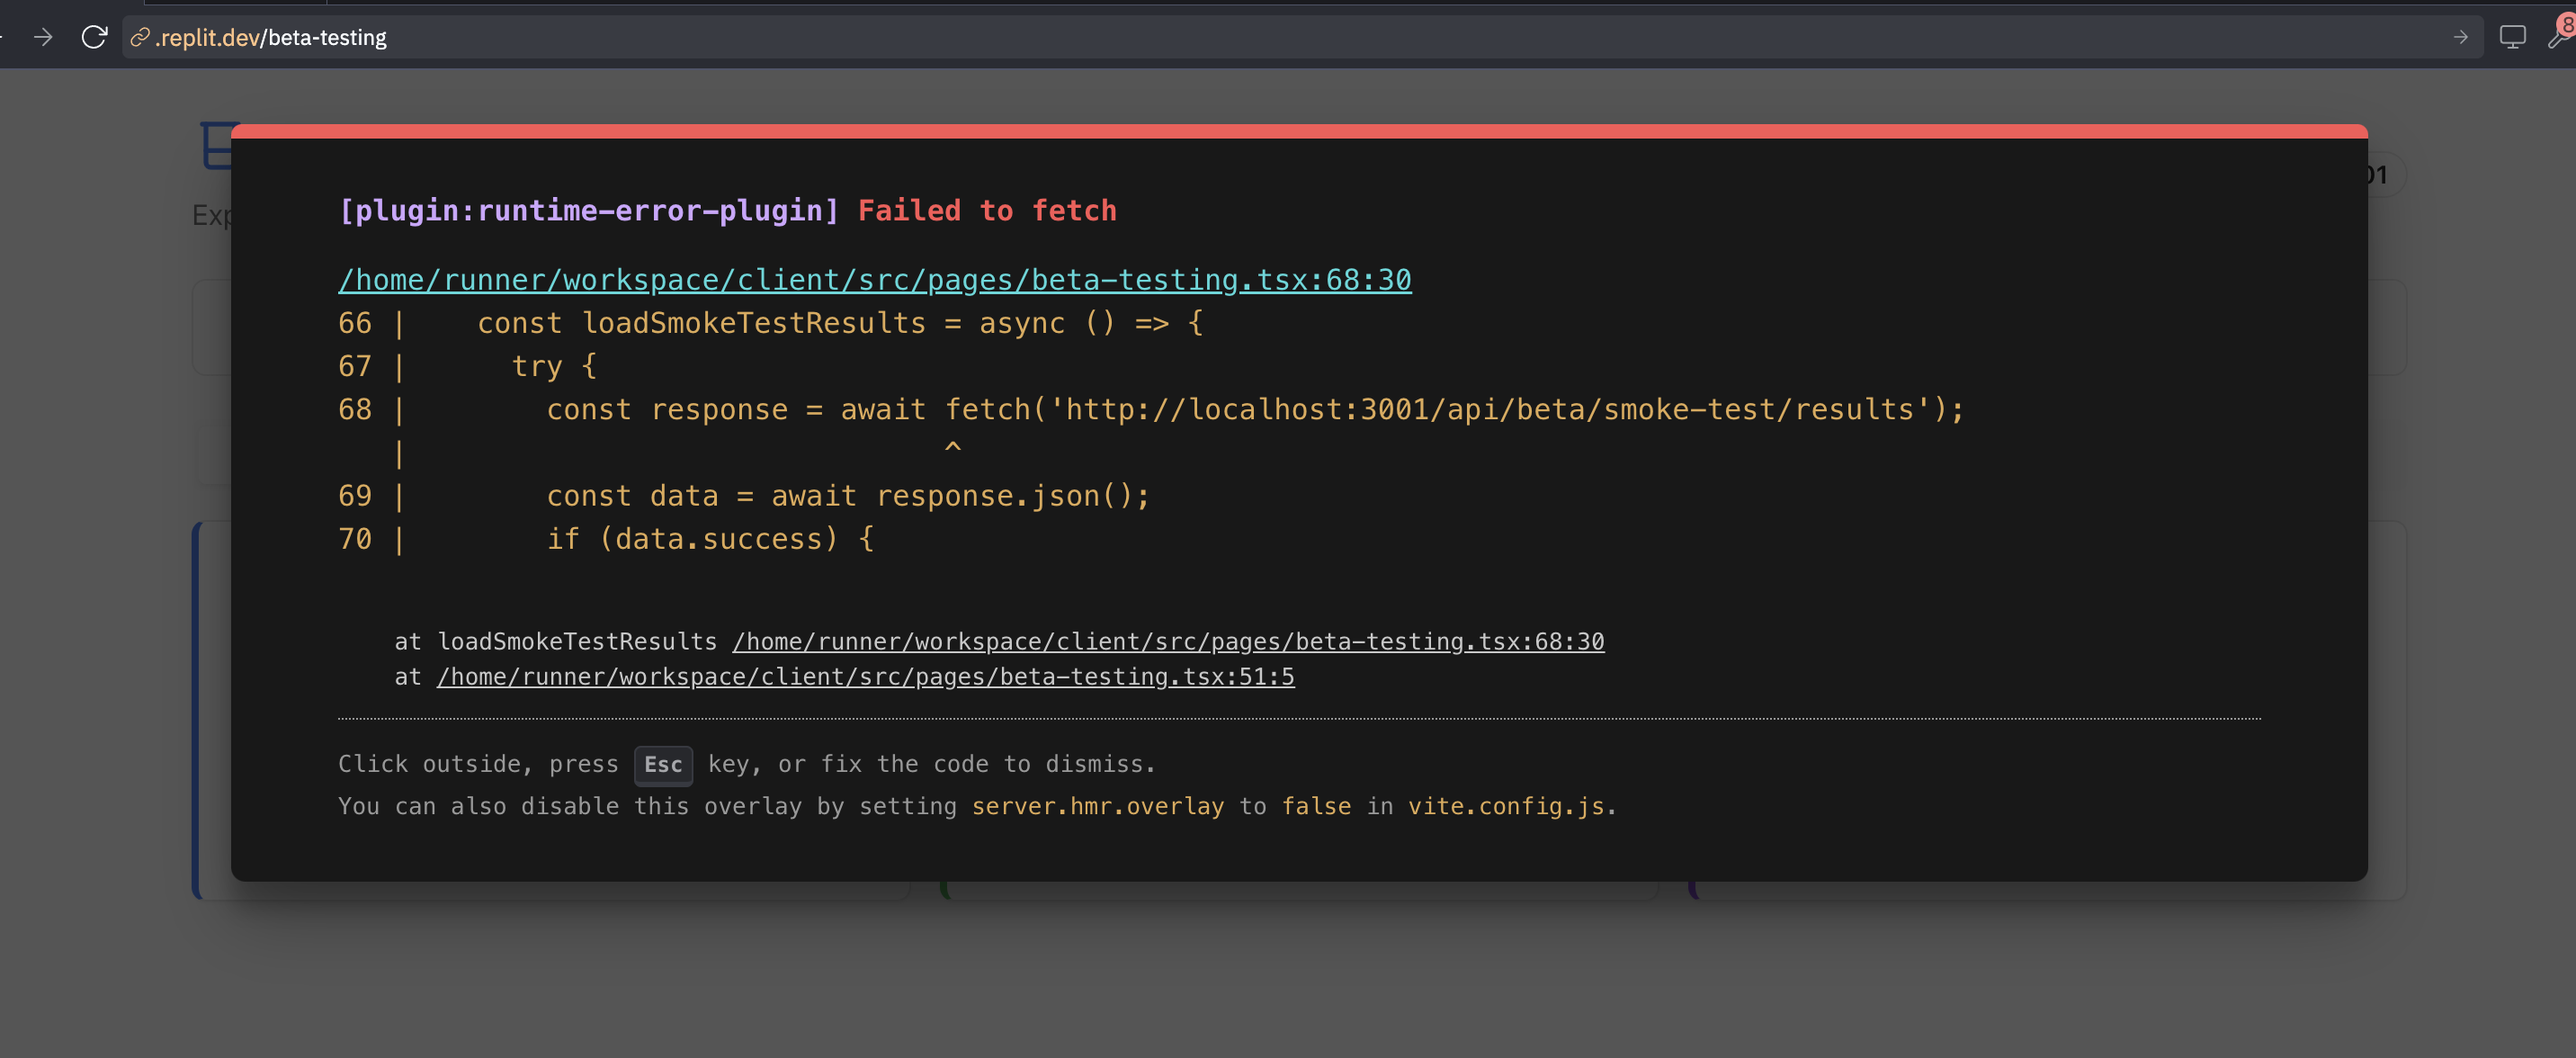 .replit.dev/beta-testing
8
01
Exp
[plugin:runtime-error-plugin] Failed to fetch
/home/runner/workspace/client/src/pages/beta-testing.tsx:68:30
66 |    const loadSmokeTestResults = async () => {
67 |      try {
68 |        const response = await fetch('http://localhost:3001/api/beta/smoke-test/results');
   |                               ^
69 |        const data = await response.json();
70 |        if (data.success) {
at loadSmokeTestResults /home/runner/workspace/client/src/pages/beta-testing.tsx:68:30
at /home/runner/workspace/client/src/pages/beta-testing.tsx:51:5
Click outside, press Esc key, or fix the code to dismiss.
You can also disable this overlay by setting server.hmr.overlay to false in vite.config.js.